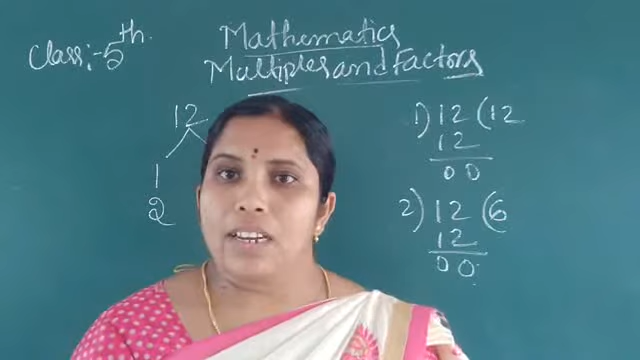 Class:-5th.
Mathematics
Multiples and Factors
12
1
2
1) 12 (12
12
00
2) 12 (6
12
00